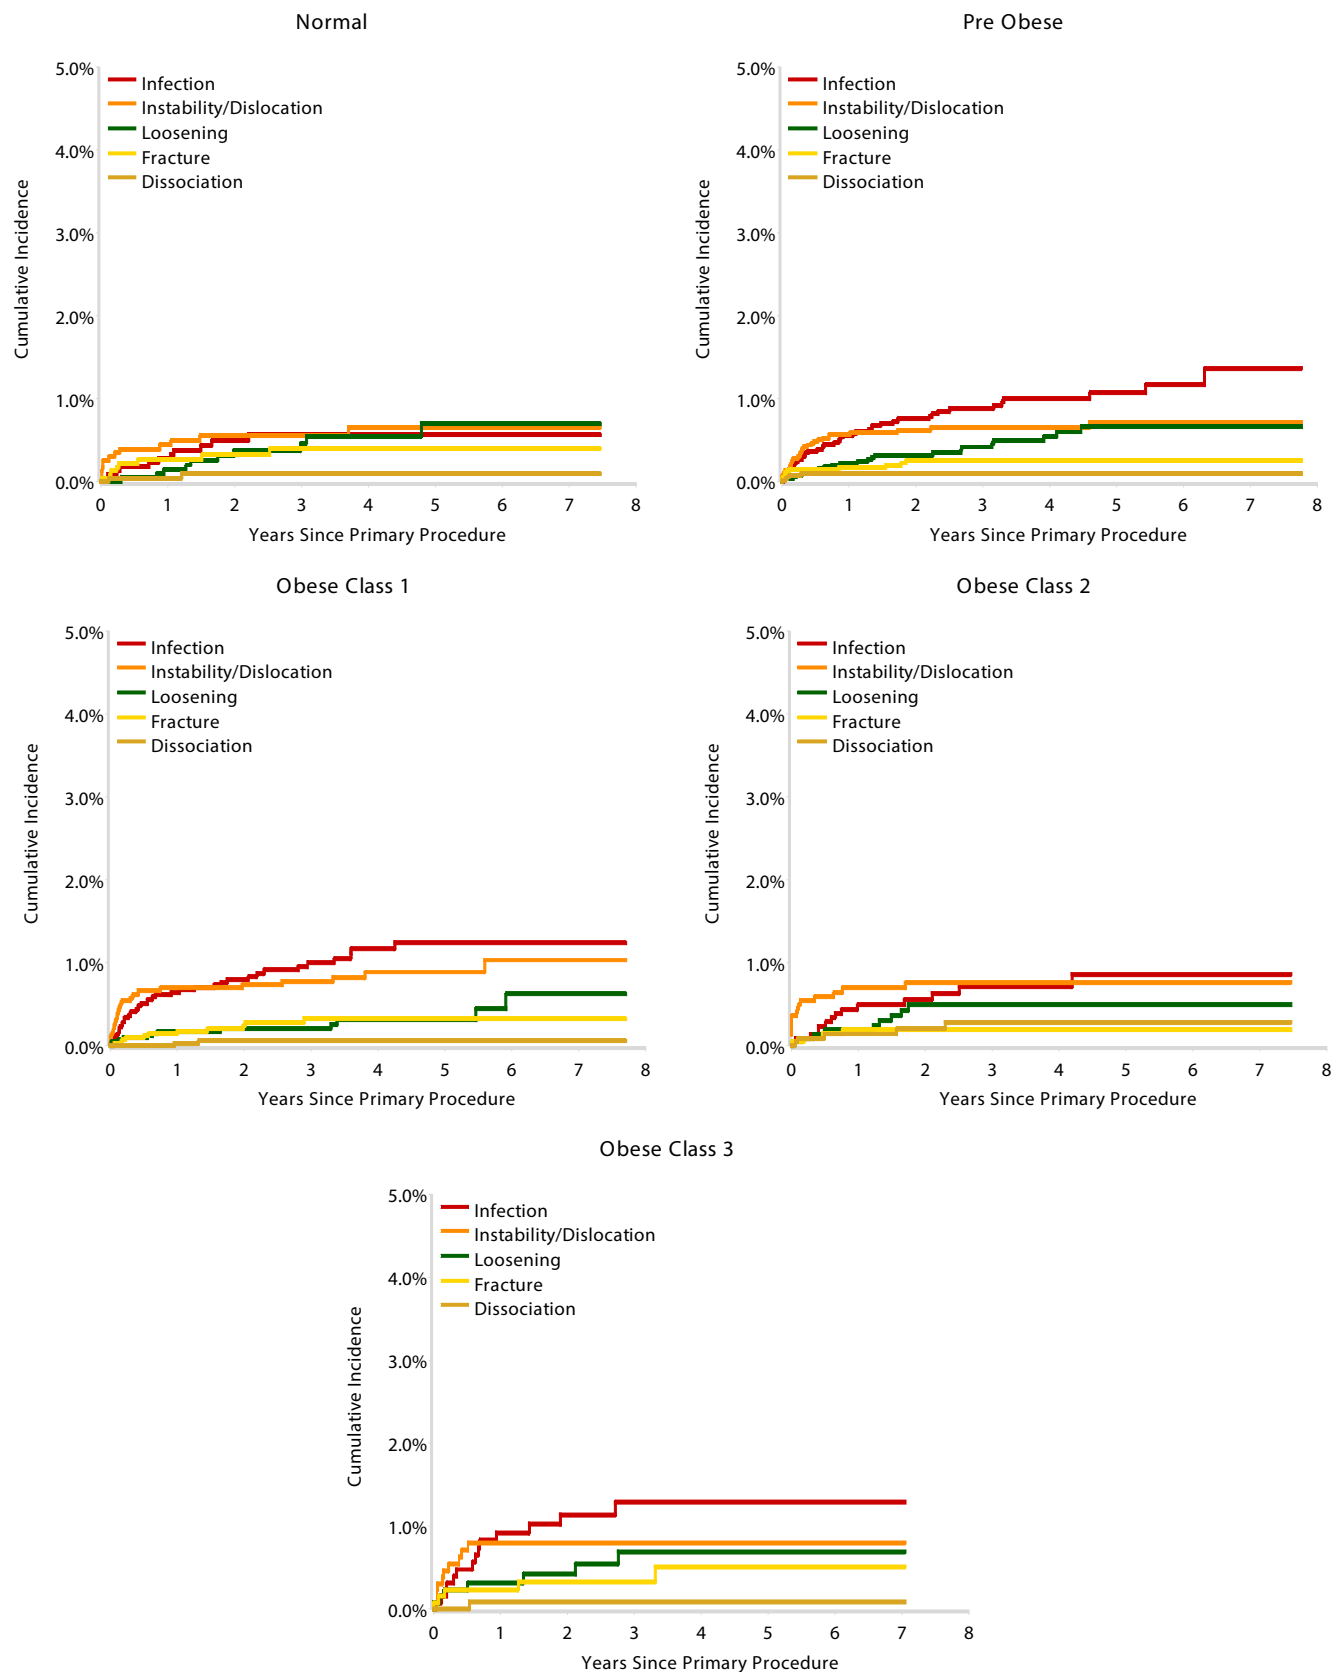 Normal
5.0%
4.0%
3.0%
2.0%
1.0%
0.0%
Cumulative Incidence
Infection
Instability/Dislocation
Loosening
Fracture
Dissociation
0 1 2 3 4 5 6 7 8
Years Since Primary Procedure
Pre Obese
5.0%
4.0%
3.0%
2.0%
1.0%
0.0%
Cumulative Incidence
Infection
Instability/Dislocation
Loosening
Fracture
Dissociation
0 1 2 3 4 5 6 7 8
Years Since Primary Procedure
Obese Class 1
5.0%
4.0%
3.0%
2.0%
1.0%
0.0%
Cumulative Incidence
Infection
Instability/Dislocation
Loosening
Fracture
Dissociation
0 1 2 3 4 5 6 7 8
Years Since Primary Procedure
Obese Class 2
5.0%
4.0%
3.0%
2.0%
1.0%
0.0%
Cumulative Incidence
Infection
Instability/Dislocation
Loosening
Fracture
Dissociation
0 1 2 3 4 5 6 7 8
Years Since Primary Procedure
Obese Class 3
5.0%
4.0%
3.0%
2.0%
1.0%
0.0%
Cumulative Incidence
Infection
Instability/Dislocation
Loosening
Fracture
Dissociation
0 1 2 3 4 5 6 7 8
Years Since Primary Procedure